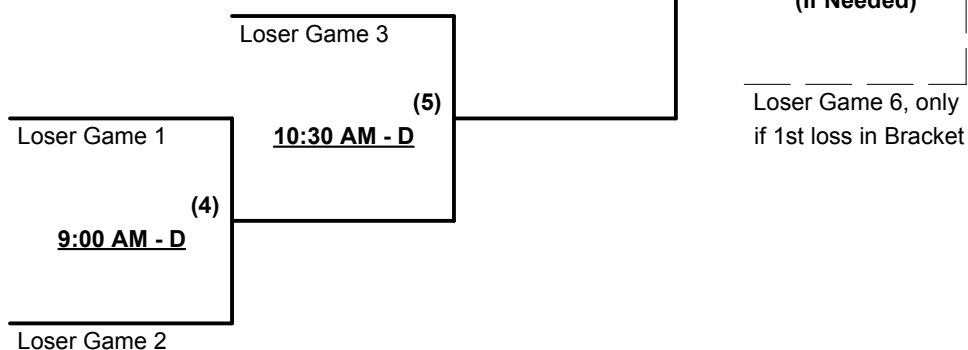 (If Needed)
Loser Game 3
(5)
10:30 AM - D
Loser Game 6, only
if 1st loss in Bracket
Loser Game 1
(4)
9:00 AM - D
Loser Game 2